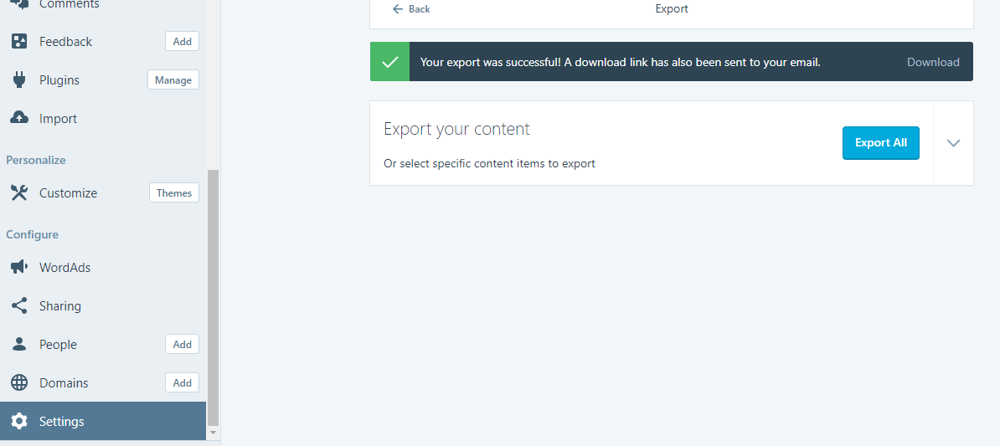 Comments
Feedback Add
Plugins Manage
Import
Personalize
Customize Themes
Configure
WordAds
Sharing
People Add
Domains Add
Settings
Back Export
Your export was successful! A download link has also been sent to your email. Download
Export your content
Or select specific content items to export
Export All